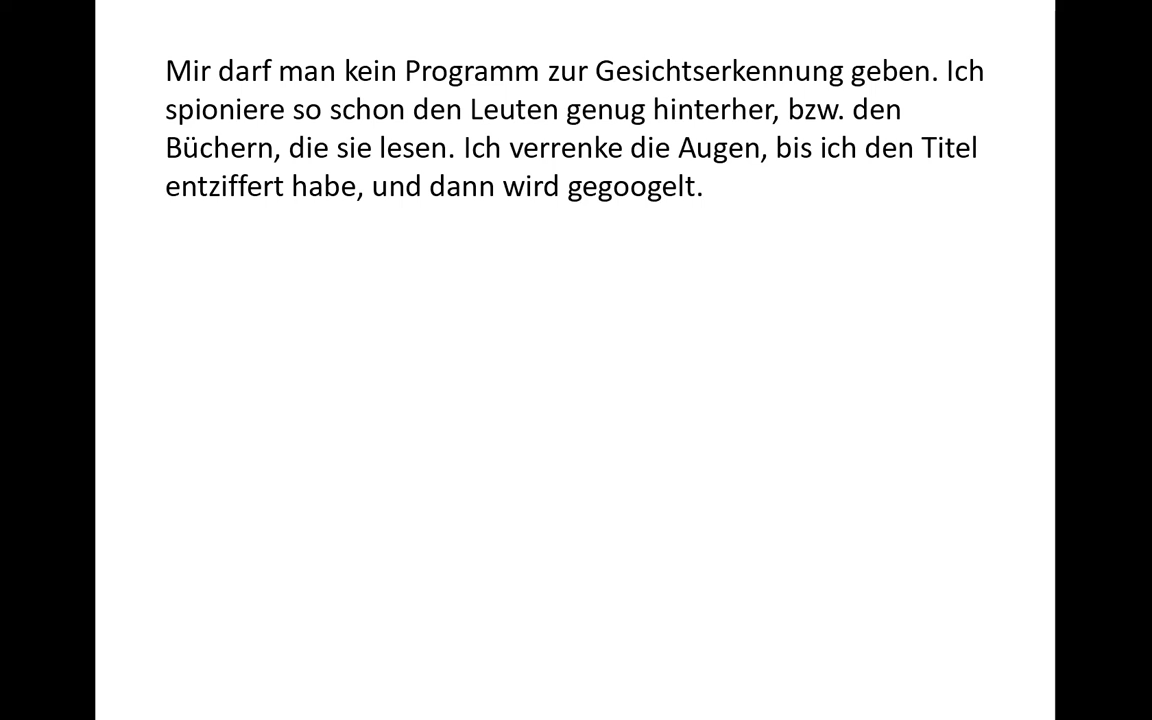 Mir darf man kein Programm zur Gesichtserkennung geben. Ich
spioniere so schon den Leuten genug hinterher, bzw. den
Büchern, die sie lesen. Ich verrenke die Augen, bis ich den Titel
entziffert habe, und dann wird gegoogelt.